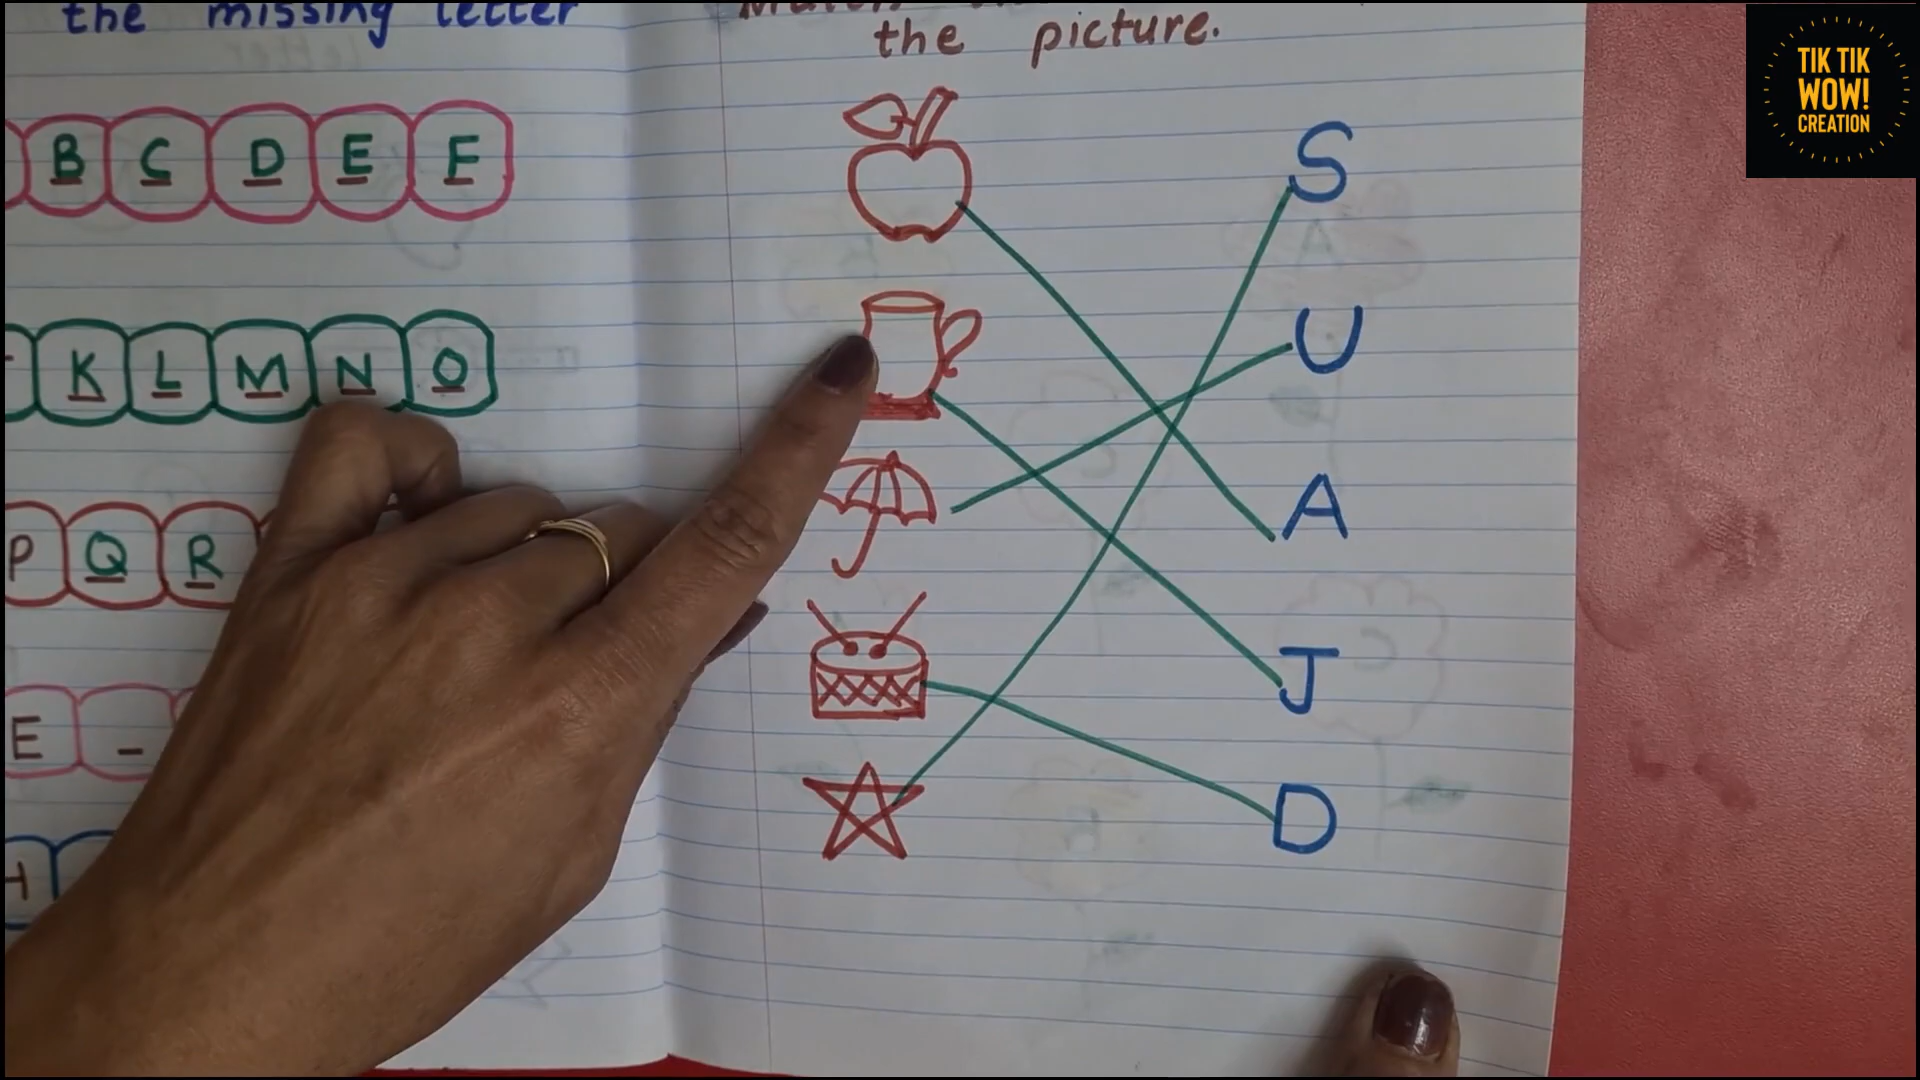 the missing letter
B C D E F
K L M N O
P Q R
E _
H
the picture.
S
U
A
J
D
TIK TIK
WOW!
CREATION